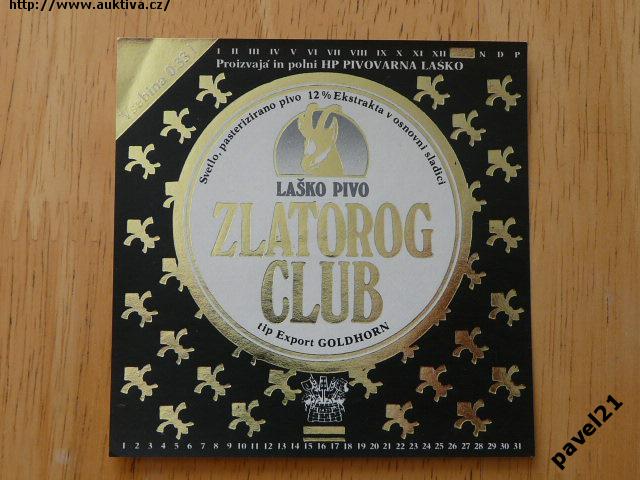 http://www.auktiva.cz/
I II III IV V VI VII VIII IX X XI XII N D P
Proizvaja in polni HP PIVOVARNA LAŠKO
Vsebina 0.33 l
Svetlo, pasterizirano pivo 12% Ekstrakta v osnovni sladici
LAŠKO PIVO
ZLATOROG
CLUB
tip Export GOLDHORN
1 2 3 4 5 6 7 8 9 10 11 12 13 14 15 16 17 18 19 20 21 22 23 24 25 26 27 28 29 30 31
pavel21